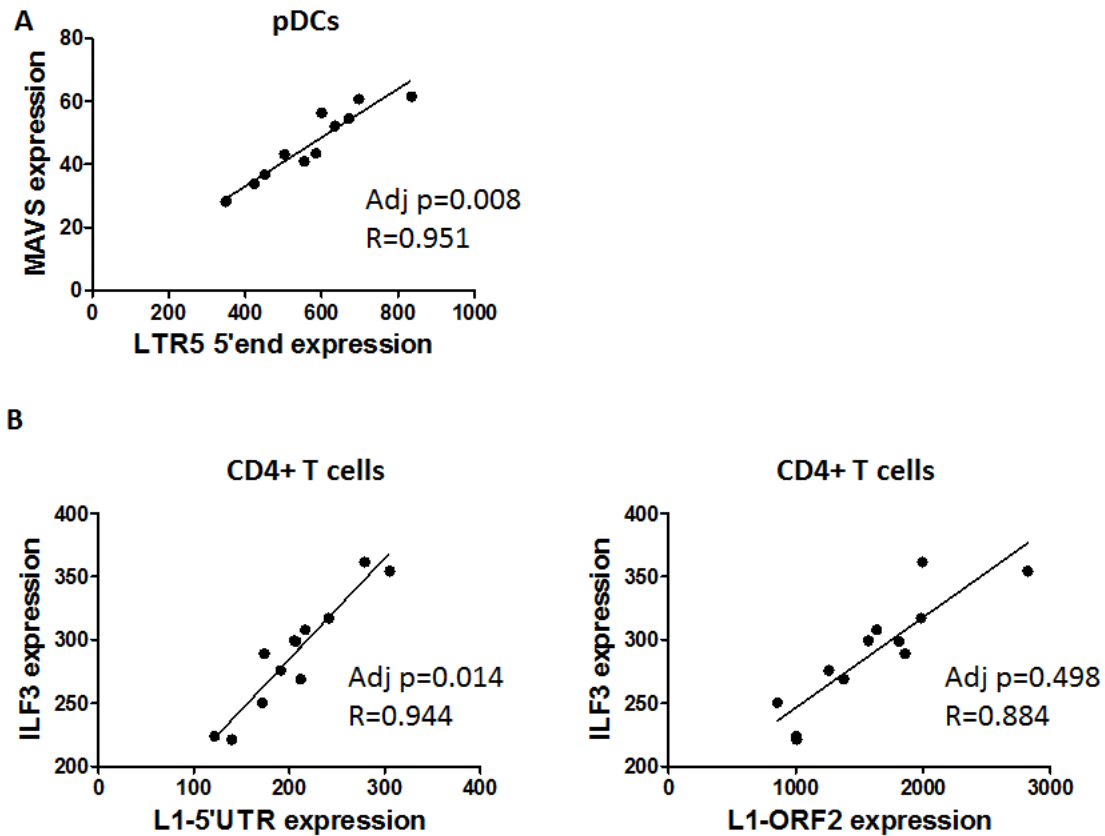 A
pDCs
80
60
40
20
0
MAVS expression
0 200 400 600 800 1000
LTR5 5'end expression
Adj p=0.008
R=0.951
B
CD4+ T cells
400
350
300
250
200
ILF3 expression
0 100 200 300 400
L1-5'UTR expression
Adj p=0.014
R=0.944
CD4+ T cells
400
350
300
250
200
ILF3 expression
0 1000 2000 3000
L1-ORF2 expression
Adj p=0.498
R=0.884